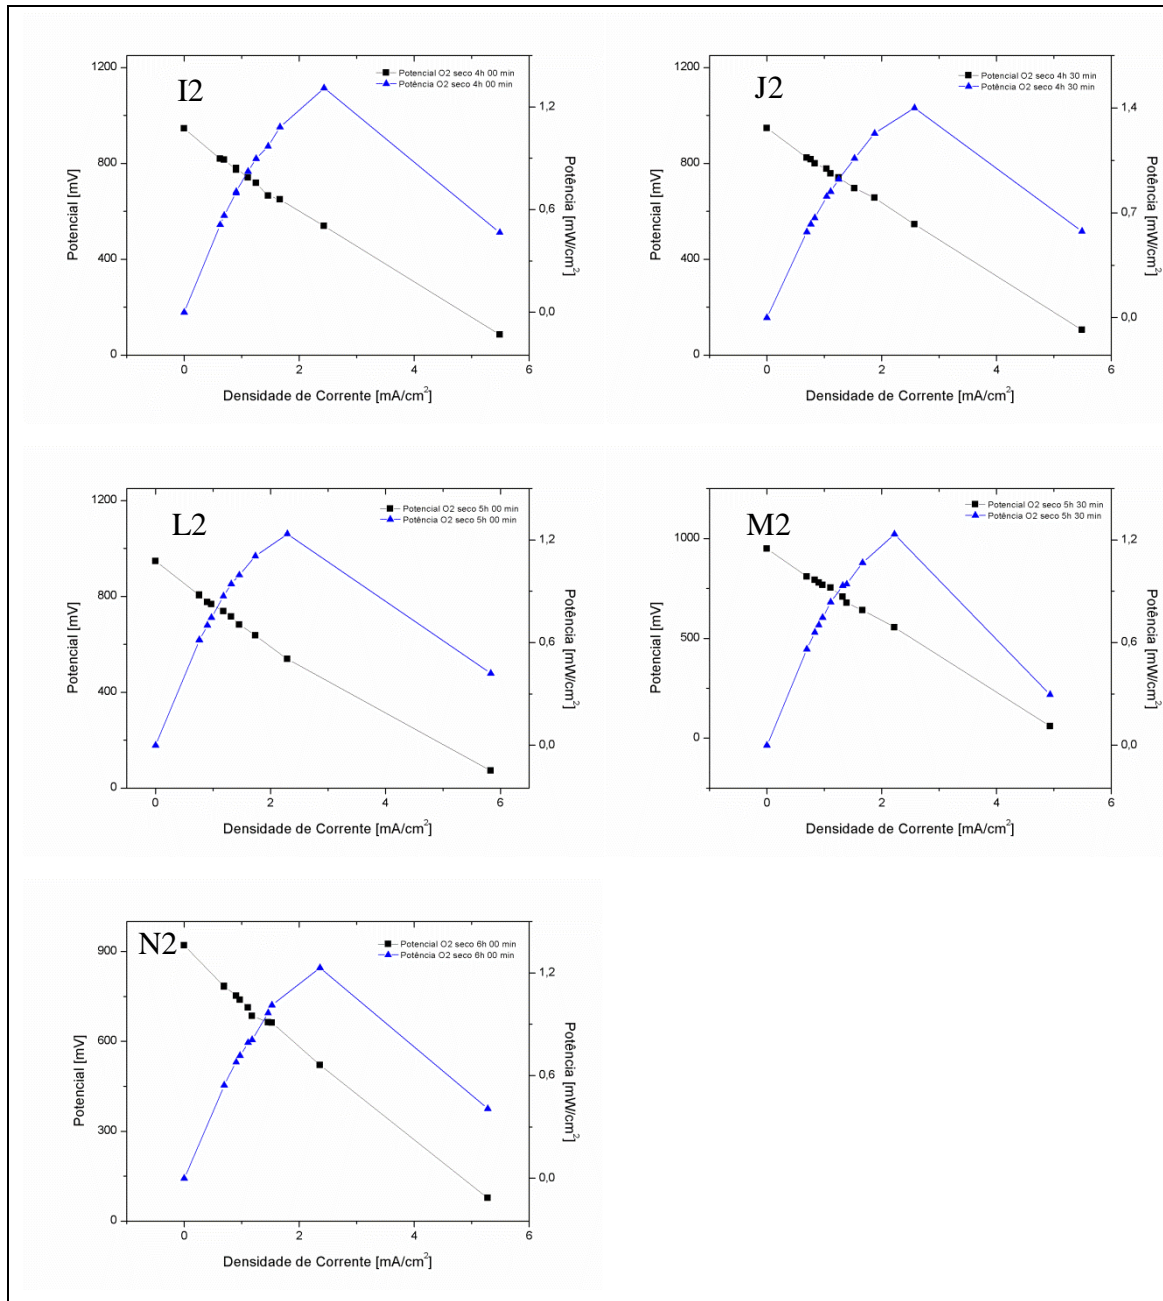 I2
Potencial O2 seco 4h 00 min
Potência O2 seco 4h 00 min
1200
800
400
0
Potencial [mV]
1,2
0,6
0,0
Potência [mW/cm²]
0 2 4 6
Densidade de Corrente [mA/cm²]
J2
Potencial O2 seco 4h 30 min
Potência O2 seco 4h 30 min
1200
800
400
0
Potencial [mV]
1,4
0,7
0,0
Potência [mW/cm²]
0 2 4 6
Densidade de Corrente [mA/cm²]
L2
Potencial O2 seco 5h 00 min
Potência O2 seco 5h 00 min
1200
800
400
0
Potencial [mV]
1,2
0,6
0,0
Potência [mW/cm²]
0 2 4 6
Densidade de Corrente [mA/cm²]
M2
Potencial O2 seco 5h 30 min
Potência O2 seco 5h 30 min
1000
500
0
Potencial [mV]
1,2
0,6
0,0
Potência [mW/cm²]
0 2 4 6
Densidade de Corrente [mA/cm²]
N2
Potencial O2 seco 6h 00 min
Potência O2 seco 6h 00 min
900
600
300
0
Potencial [mV]
1,2
0,6
0,0
Potência [mW/cm²]
0 2 4 6
Densidade de Corrente [mA/cm²]